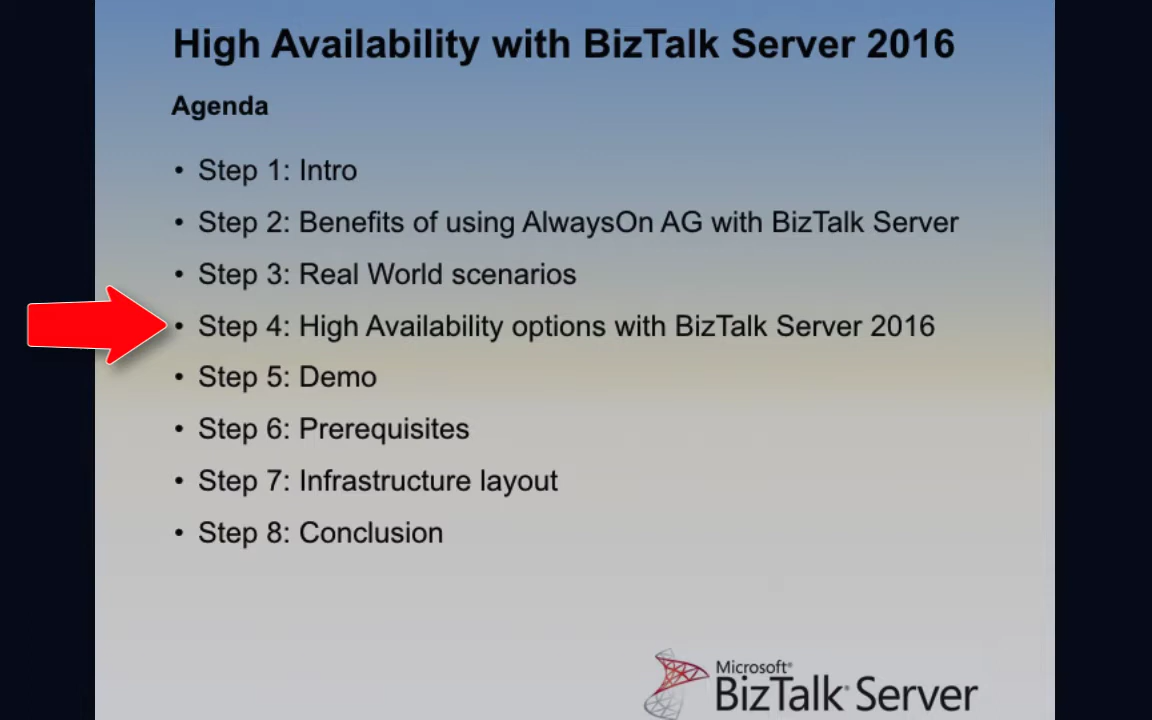 High Availability with BizTalk Server 2016
Agenda
• Step 1: Intro
• Step 2: Benefits of using AlwaysOn AG with BizTalk Server
• Step 3: Real World scenarios
• Step 4: High Availability options with BizTalk Server 2016
• Step 5: Demo
• Step 6: Prerequisites
• Step 7: Infrastructure layout
• Step 8: Conclusion
Microsoft®
BizTalk® Server